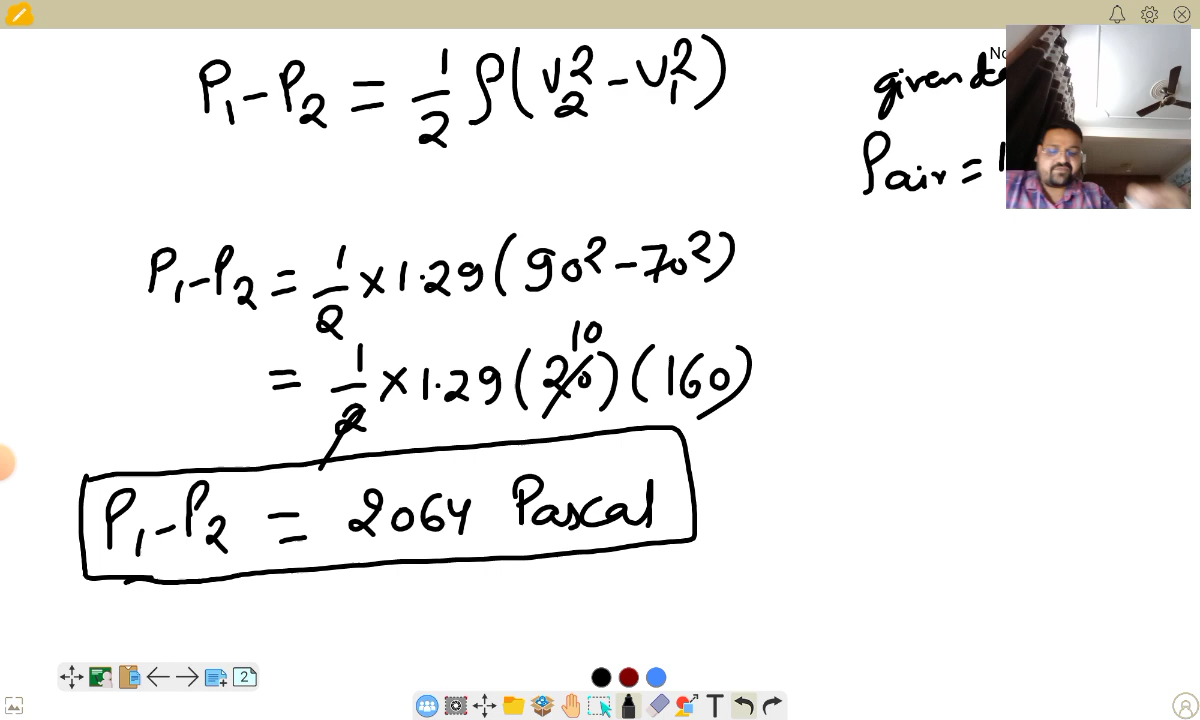 P₁-P₂ = 1/2 ρ(v₂² - v₁²)
given
ρair =
P₁-P₂ = 1/2 × 1.29(90² - 70²)
10
= 1/2 × 1.29(20)(160)
P₁-P₂ = 2064 Pascal
2
T